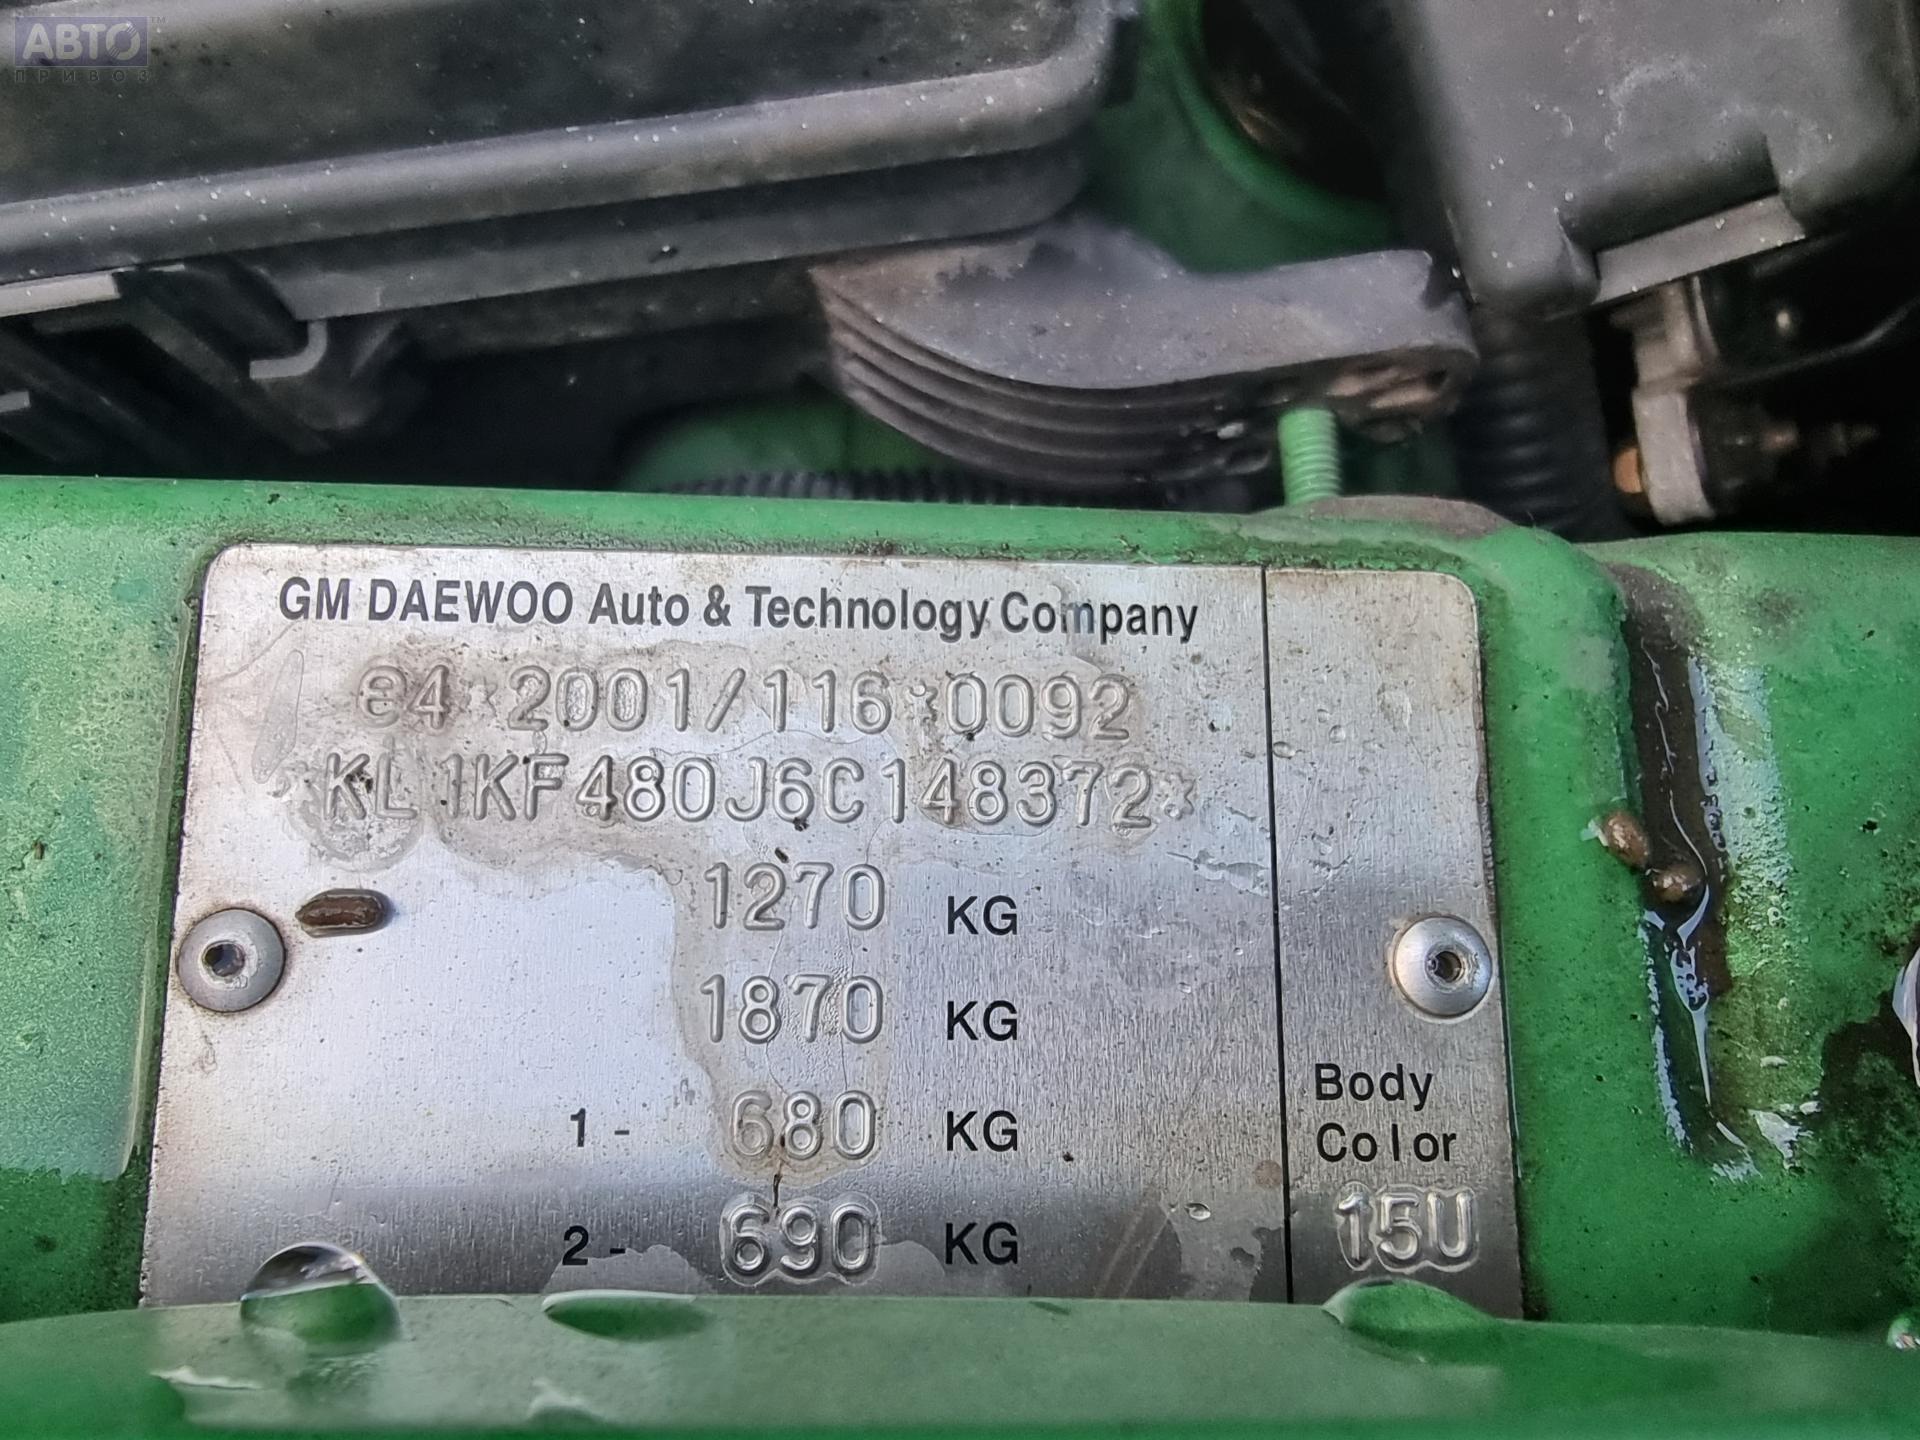 АВТО™
ПРИВОЗ
GM DAEWOO Auto & Technology Company
e4*2001/116*0092
*KL1KF480J6C148372*
1270 KG
1870 KG
1 - 680 KG
2 - 690 KG
Body
Color
15U